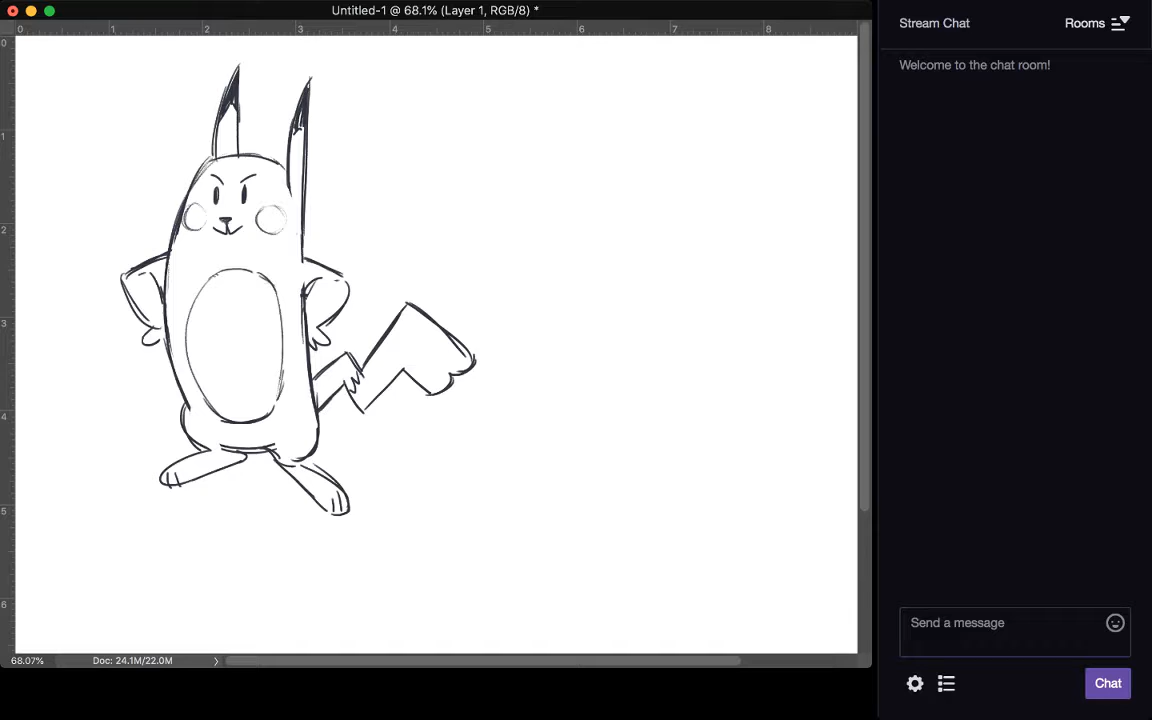 Untitled-1 @ 68.1% (Layer 1, RGB/8) *
Stream Chat
Rooms
0 1 2 3 4 5 6 7 8
Welcome to the chat room!
0
1
2
3
4
5
6
Send a message
68.07% Doc: 24.1M/22.0M
Chat